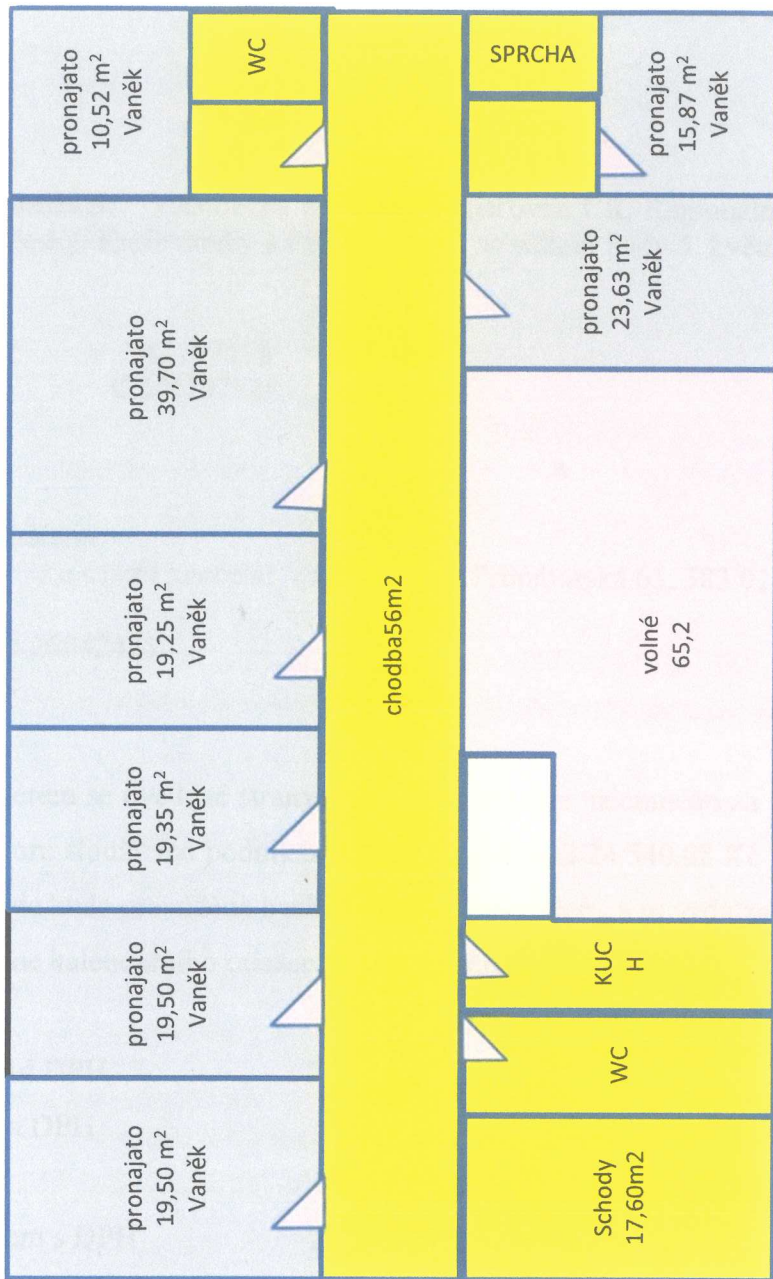 pronajato
10,52 m²
Vaněk
WC
SPRCHA
pronajato
15,87 m²
Vaněk
pronajato
39,70 m²
Vaněk
pronajato
23,63 m²
Vaněk
pronajato
19,25 m²
Vaněk
chodba56m2
volné
65,2
pronajato
19,35 m²
Vaněk
pronajato
19,50 m²
Vaněk
KUC
H
WC
pronajato
19,50 m²
Vaněk
Schody
17,60m2
s DPH